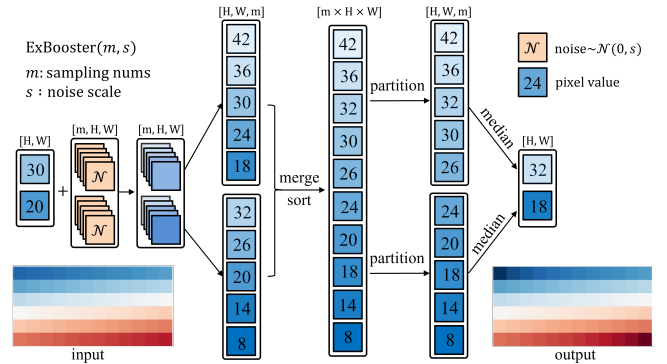 ExBooster(m, s)
m: sampling nums
s : noise scale
[H, W]
30
20
+
[m, H, W]
𝒩
𝒩
[m, H, W]
[H, W, m]
42
36
30
24
18
32
26
20
14
8
merge
sort
[m × H × W]
42
36
32
30
26
24
20
18
14
8
partition
partition
[H, W, m]
42
36
32
30
26
24
20
18
14
8
median
median
[H, W]
32
18
𝒩 noise~𝒩(0, s)
24 pixel value
input
output